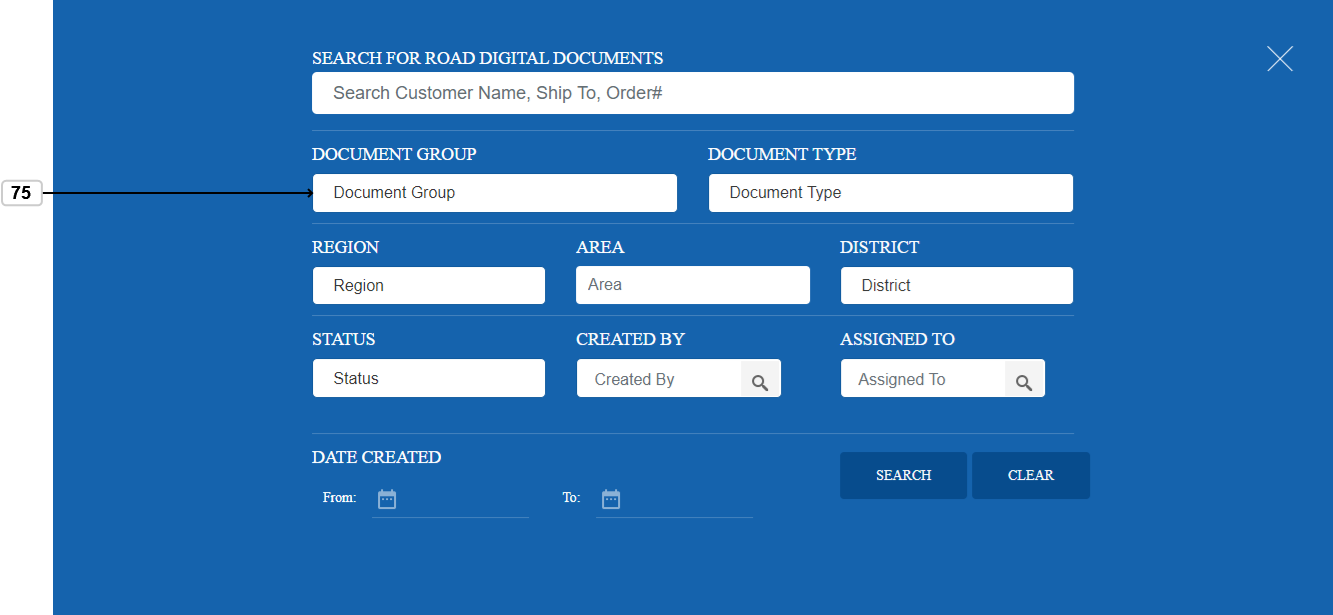 SEARCH FOR ROAD DIGITAL DOCUMENTS
Search Customer Name, Ship To, Order#
DOCUMENT GROUP DOCUMENT TYPE
75 Document Group Document Type
REGION AREA DISTRICT
Region Area District
STATUS CREATED BY ASSIGNED TO
Status Created By Assigned To
DATE CREATED
SEARCH CLEAR
From: To: